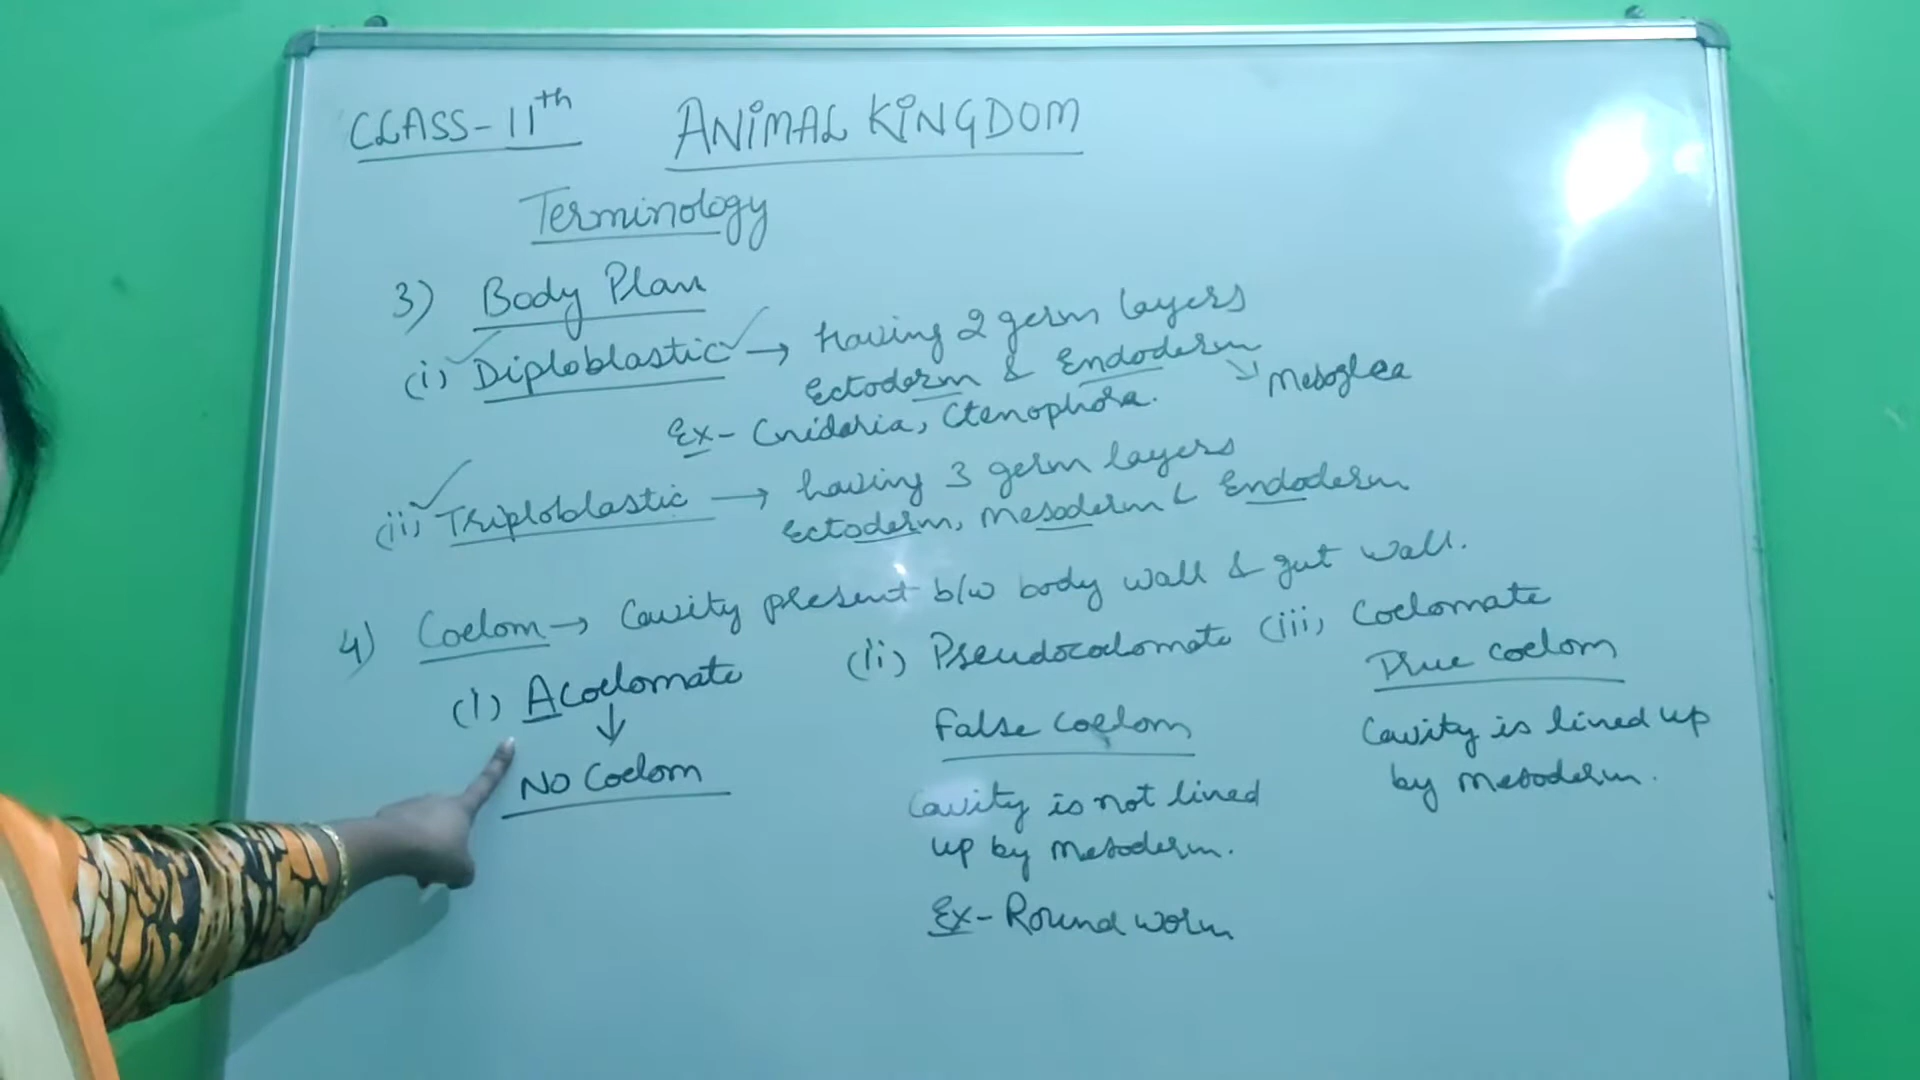 CLASS-11th ANIMAL KINGDOM
Terminology
3) Body Plan
(i) Diploblastic → having 2 germ layers
Ectoderm & Endoderm
Mesoglea
Ex- Cnidaria, Ctenophora.
(ii) Triploblastic → having 3 germ layers
Ectoderm, Mesoderm & Endoderm
4) Coelom → Cavity present b/w body wall & gut wall.
(i) Acoelomate (ii) Pseudocoelomate (iii) Coelomate
↓
No Coelom
False Coelom
Cavity is not lined
up by Mesoderm.
Ex- Round worm
True Coelom
Cavity is lined up
by Mesoderm.